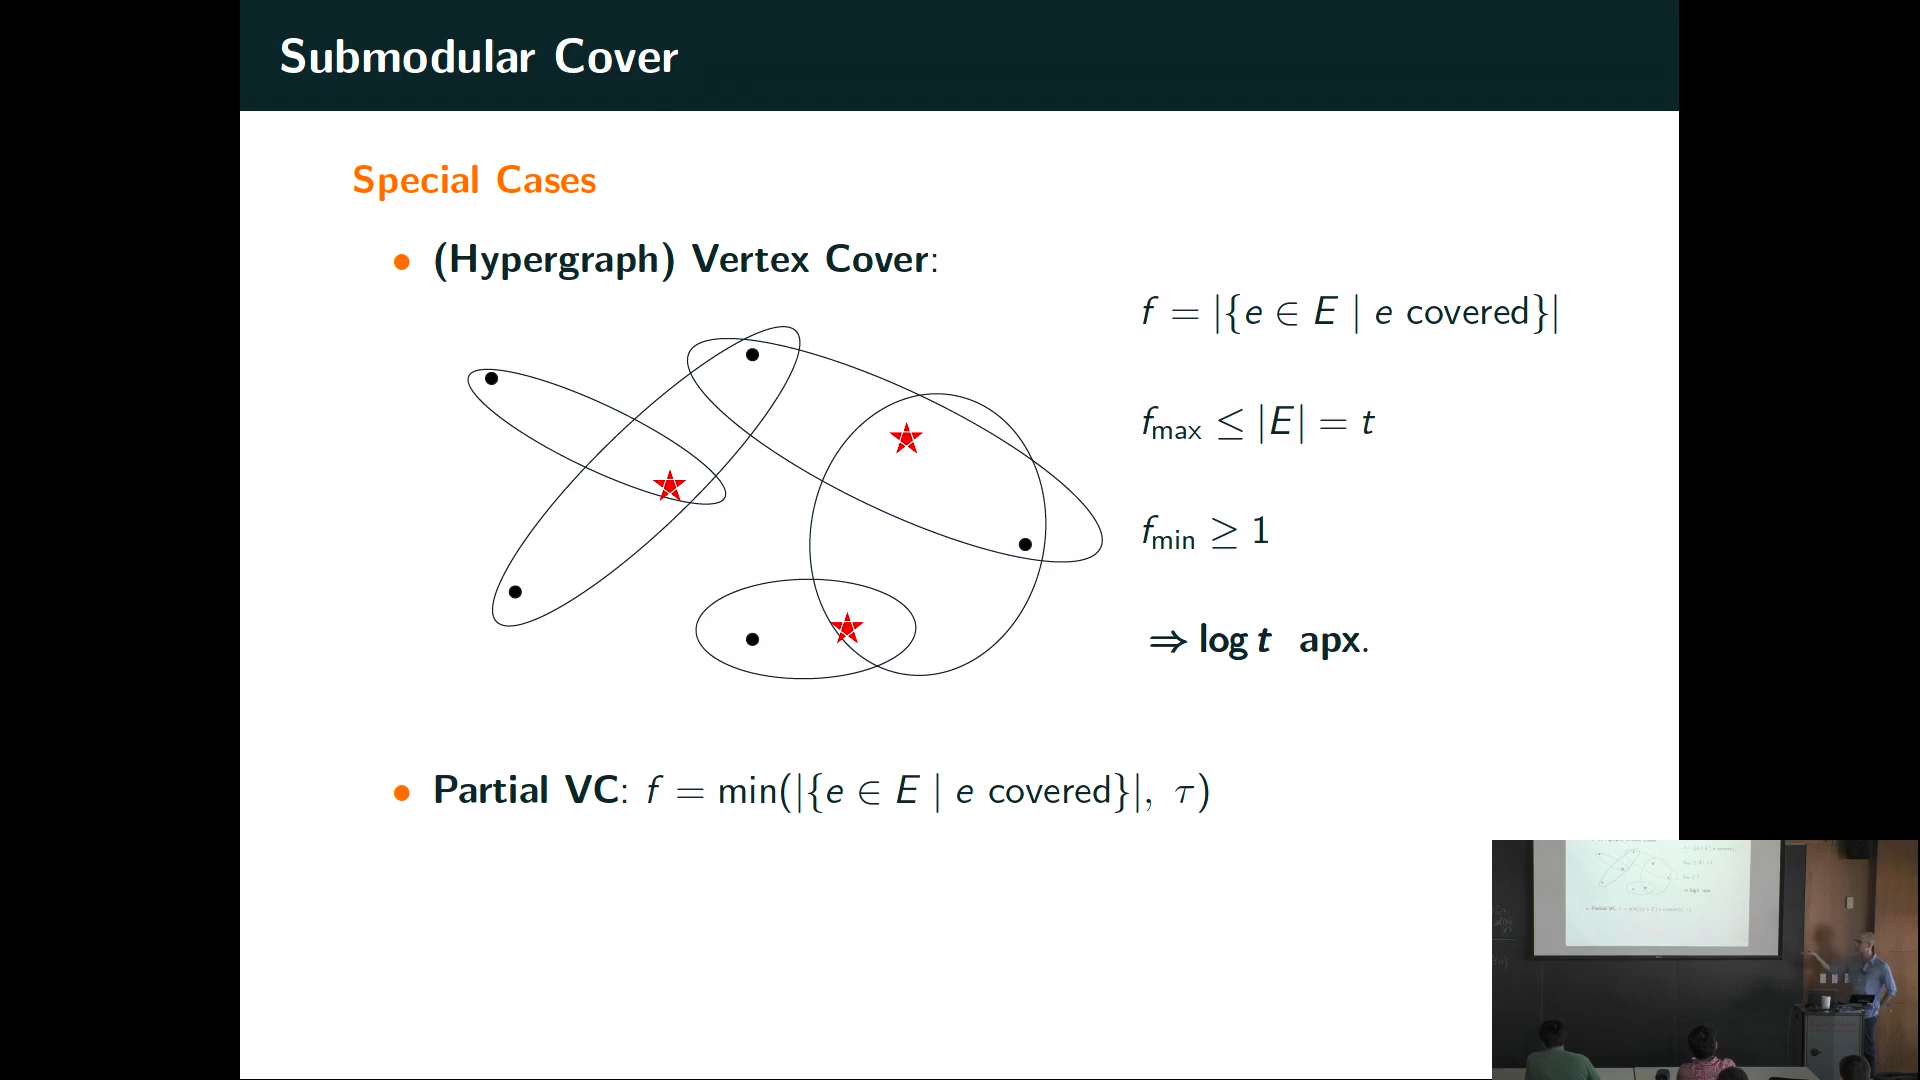 Submodular Cover
Special Cases
• (Hypergraph) Vertex Cover:
f = |{e ∈ E | e covered}|
f_max ≤ |E| = t
f_min ≥ 1
⇒ log t apx.
• Partial VC: f = min(|{e ∈ E | e covered}|, τ)